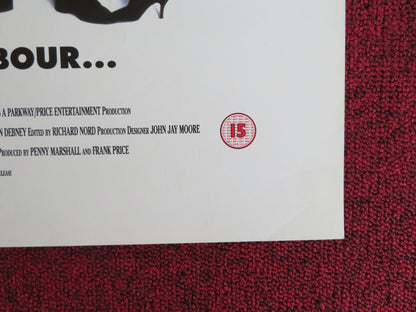 BOUR...
A PARKWAY/PRICE ENTERTAINMENT PRODUCTION
DEBNEY EDITED BY RICHARD NORD PRODUCTION DESIGNER JOHN JAY MOORE
PRODUCED BY PENNY MARSHALL AND FRANK PRICE
15